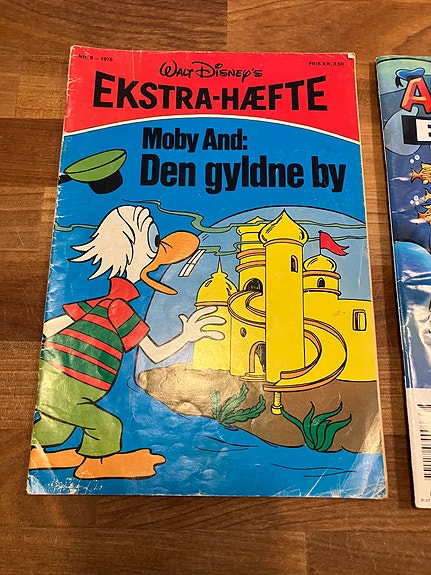 Nr. 9 – 1976
PRIS KR. 3,50
WALT DISNEY'S
EKSTRA-HÆFTE
Moby And:
Den gyldne by